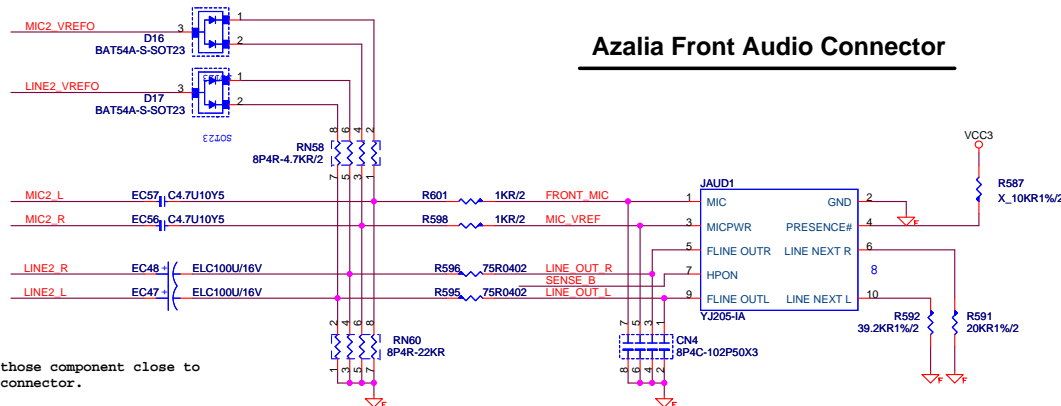 Azalia Front Audio Connector
MIC2_VREFO
3
D16
BAT54A-S-SOT23
1
2
SOT23
LINE2_VREFO
3
D17
BAT54A-S-SOT23
1
2
SOT23
8 6 4 2
RN58
8P4R-4.7KR/2
7 5 3 1
VCC3
R587
X_10KR1%/2
MIC2_L
EC57
C4.7U10Y5
R601
1KR/2
FRONT_MIC
MIC2_R
EC56
C4.7U10Y5
R598
1KR/2
MIC_VREF
LINE2_R
EC48
+
ELC100U/16V
R596
75R0402
LINE_OUT_R
SENSE_B
LINE2_L
EC47
+
ELC100U/16V
R595
75R0402
LINE_OUT_L
JAUD1
1 MIC GND 2
3 MICPWR PRESENCE# 4
5 FLINE OUTR LINE NEXT R 6
7 HPON 8
9 FLINE OUTL LINE NEXT L 10
YJ205-IA
F
R592
39.2KR1%/2
R591
20KR1%/2
F F
2 4 6 8
RN60
8P4R-22KR
1 3 5 7
F
7 5 3 1
CN4
8P4C-102P50X3
8 6 4 2
F
those component close to
connector.